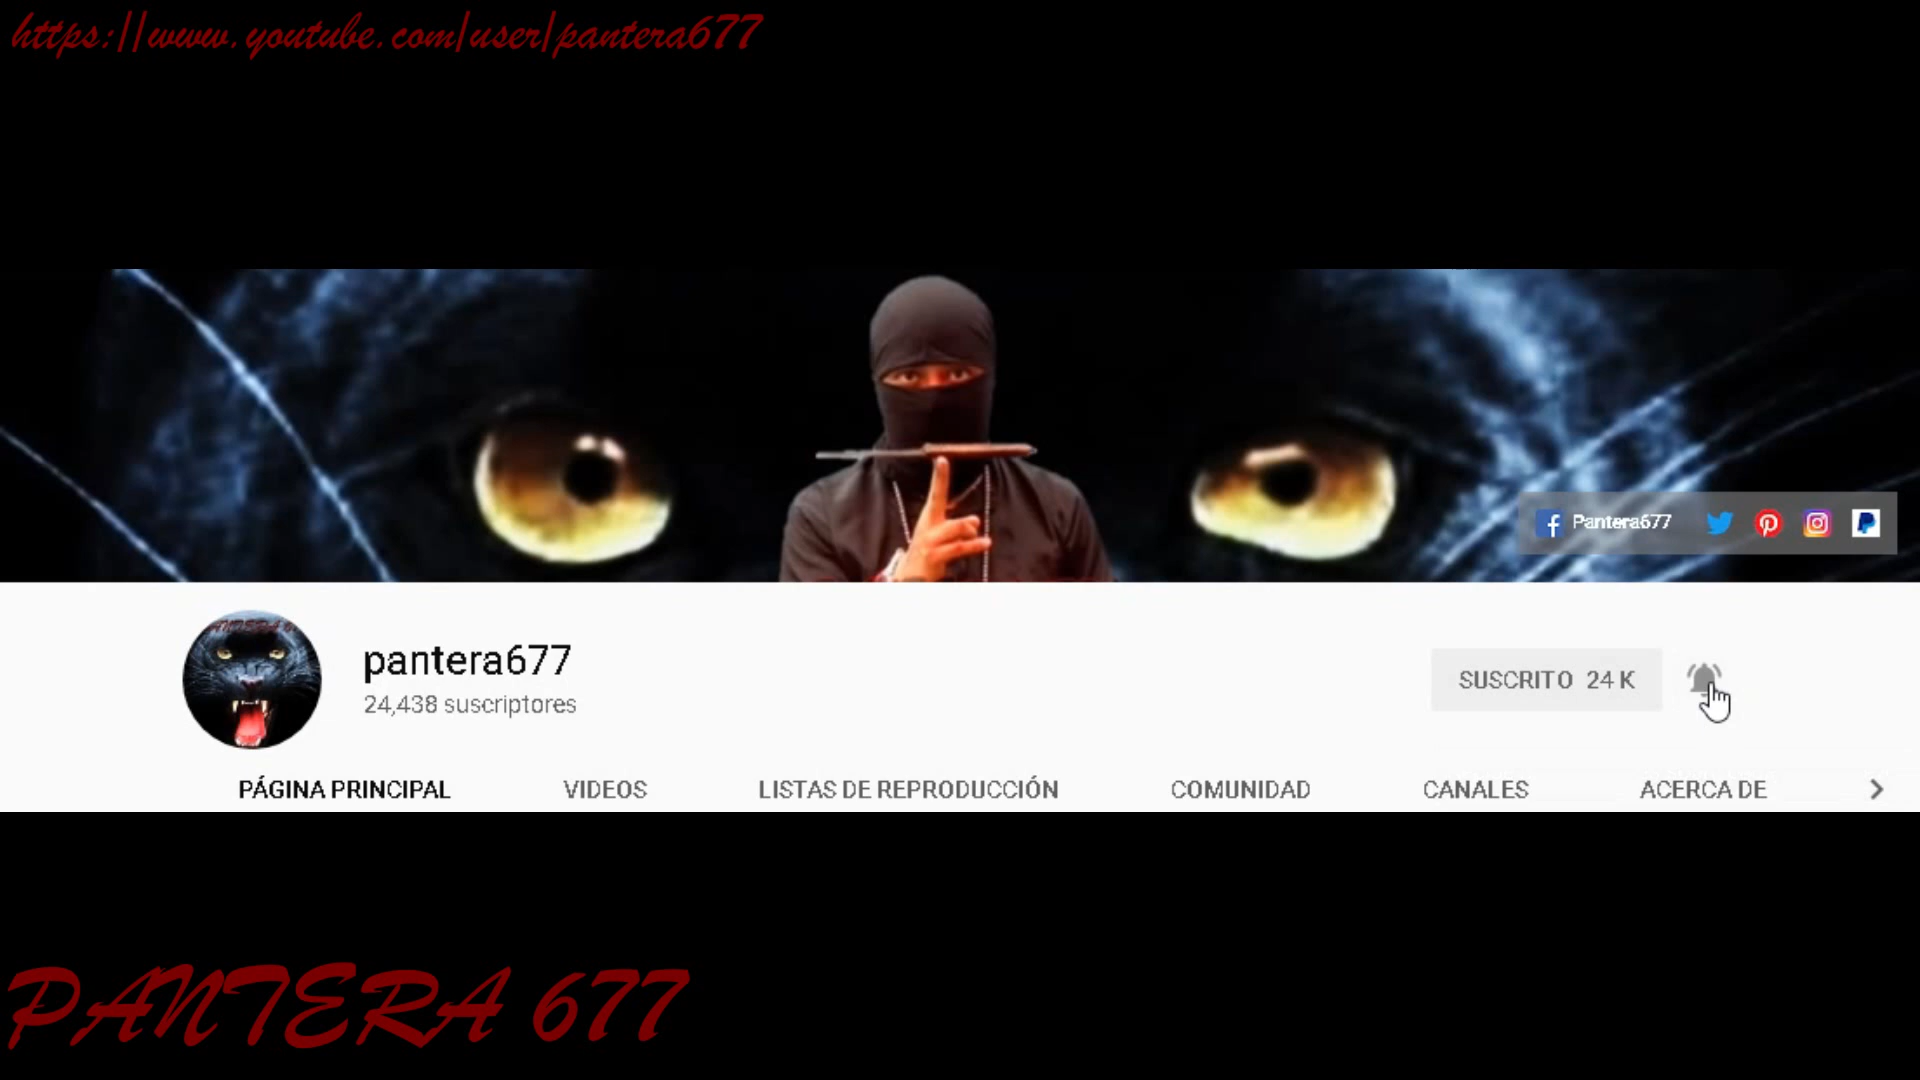 https://www.youtube.com/user/pantera677
Pantera677
pantera677
24,438 suscriptores
SUSCRITO 24 K
PÁGINA PRINCIPAL VIDEOS LISTAS DE REPRODUCCIÓN COMUNIDAD CANALES ACERCA DE
PANTERA 677